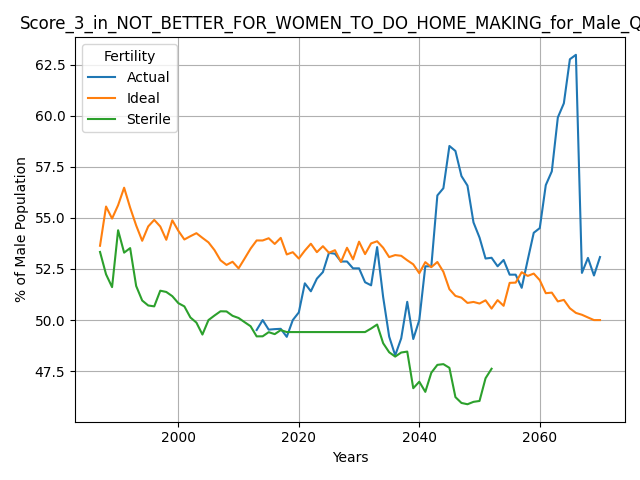 Score_3_in_NOT_BETTER_FOR_WOMEN_TO_DO_HOME_MAKING_for_Male_Q
Fertility
Actual
Ideal
Sterile
% of Male Population
62.5
60.0
57.5
55.0
52.5
50.0
47.5
2000
2020
2040
2060
Years